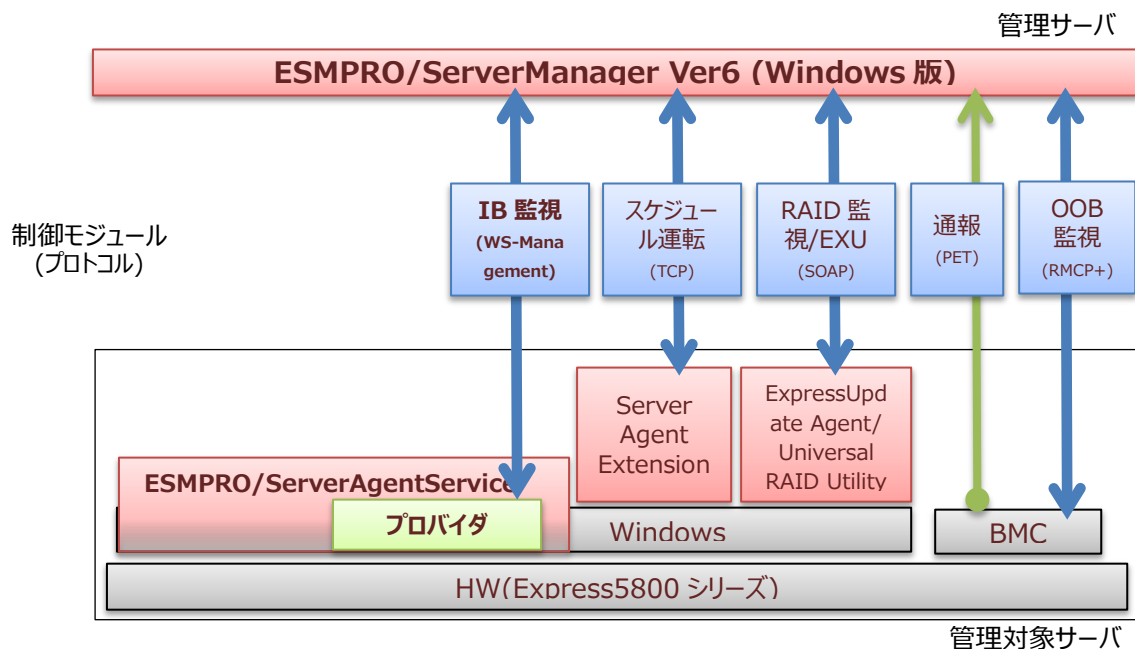 管理サーバ
ESMPRO/ServerManager Ver6 (Windows 版)
制御モジュール
(プロトコル)
IB 監視
(WS-Mana
gement)
スケジュー
ル運転
(TCP)
RAID 監
視/EXU
(SOAP)
通報
(PET)
OOB
監視
(RMCP+)
Server
Agent
Extension
ExpressUpd
ate Agent/
Universal
RAID Utility
ESMPRO/ServerAgentService
プロバイダ
Windows
BMC
HW(Express5800 シリーズ)
管理対象サーバ